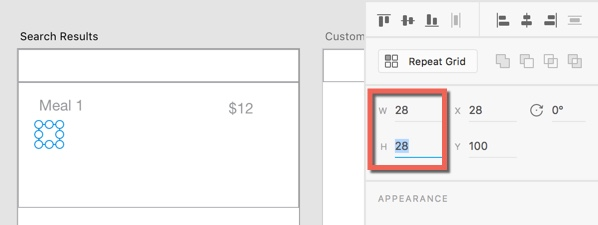 Search Results
Custom
Meal 1
$12
Repeat Grid
W 28 X 28 0°
H 28 Y 100
APPEARANCE